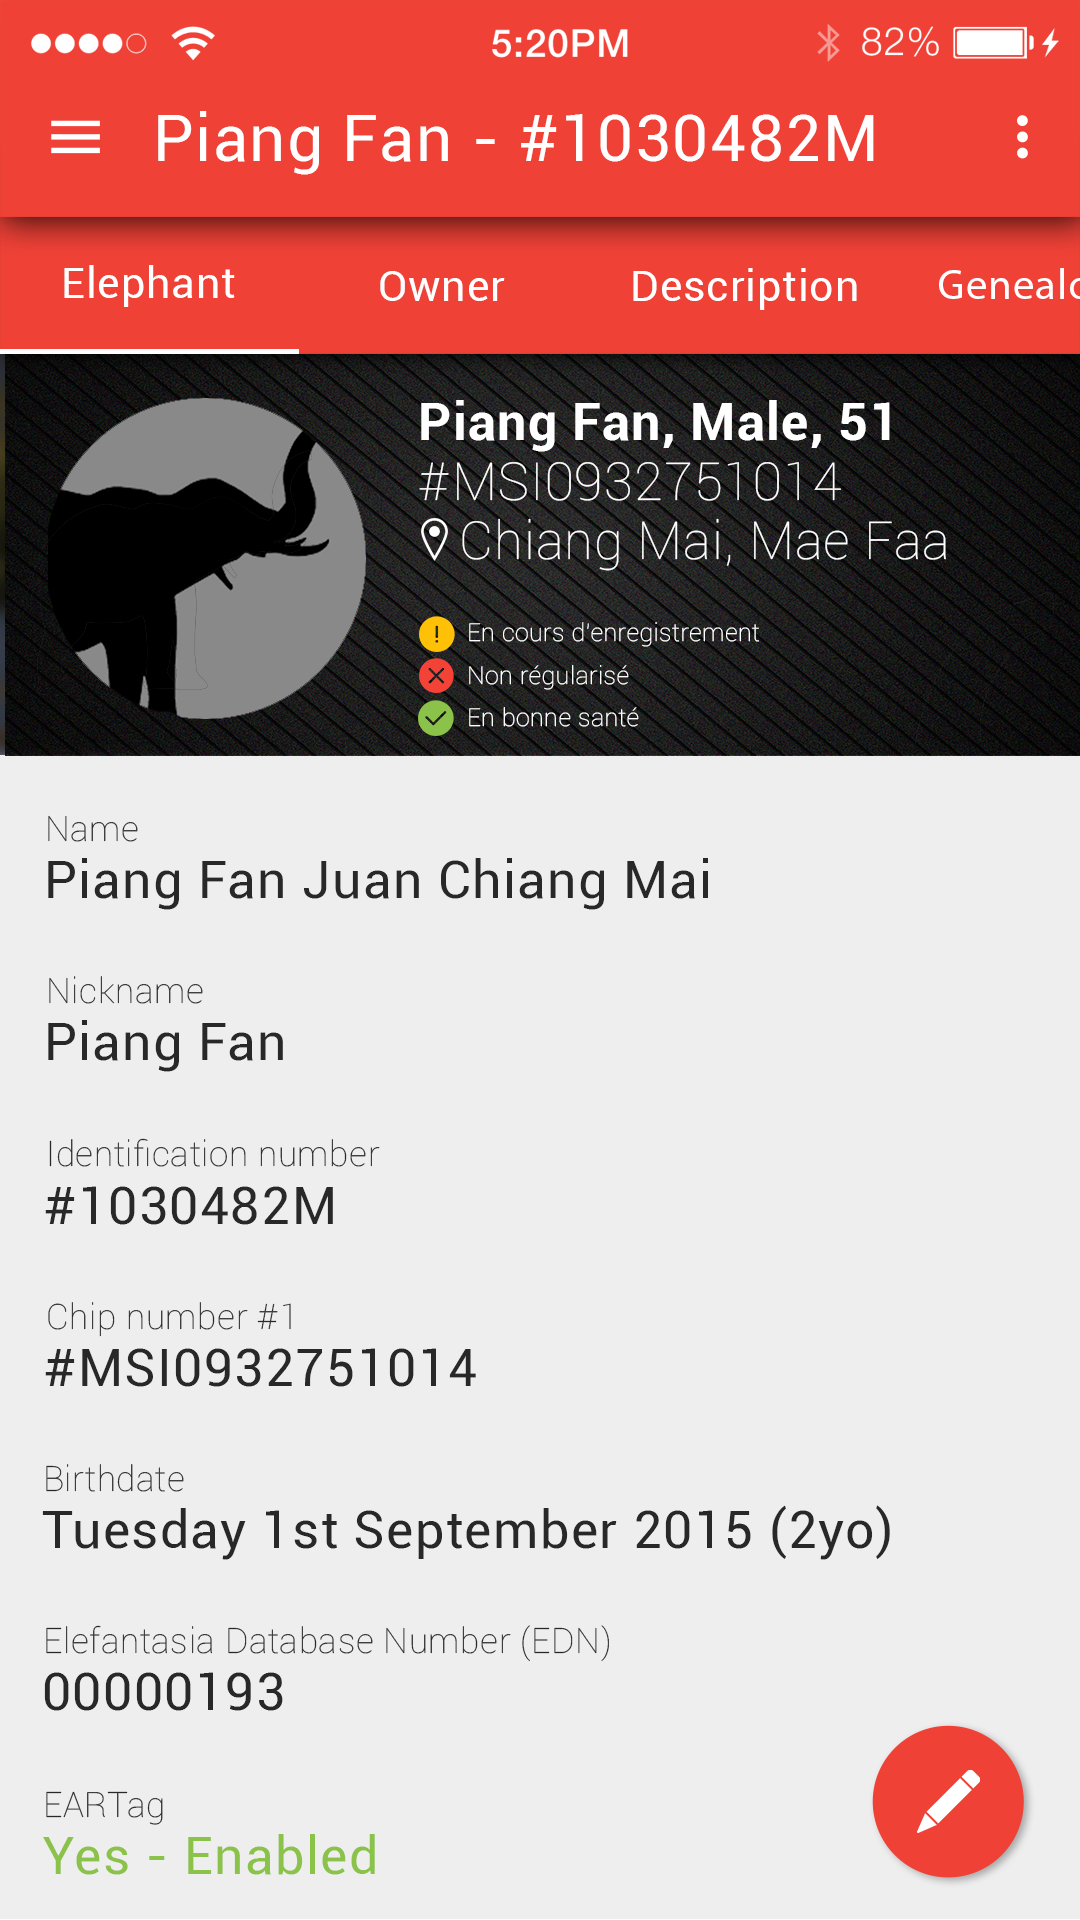 5:20PM
82%
Piang Fan - #1030482M
Elephant Owner Description Genealo
Piang Fan, Male, 51
#MSI0932751014
Chiang Mai, Mae Faa
En cours d'enregistrement
Non régularisé
En bonne santé
Name
Piang Fan Juan Chiang Mai
Nickname
Piang Fan
Identification number
#1030482M
Chip number #1
#MSI0932751014
Birthdate
Tuesday 1st September 2015 (2yo)
Elefantasia Database Number (EDN)
00000193
EARTag
Yes - Enabled